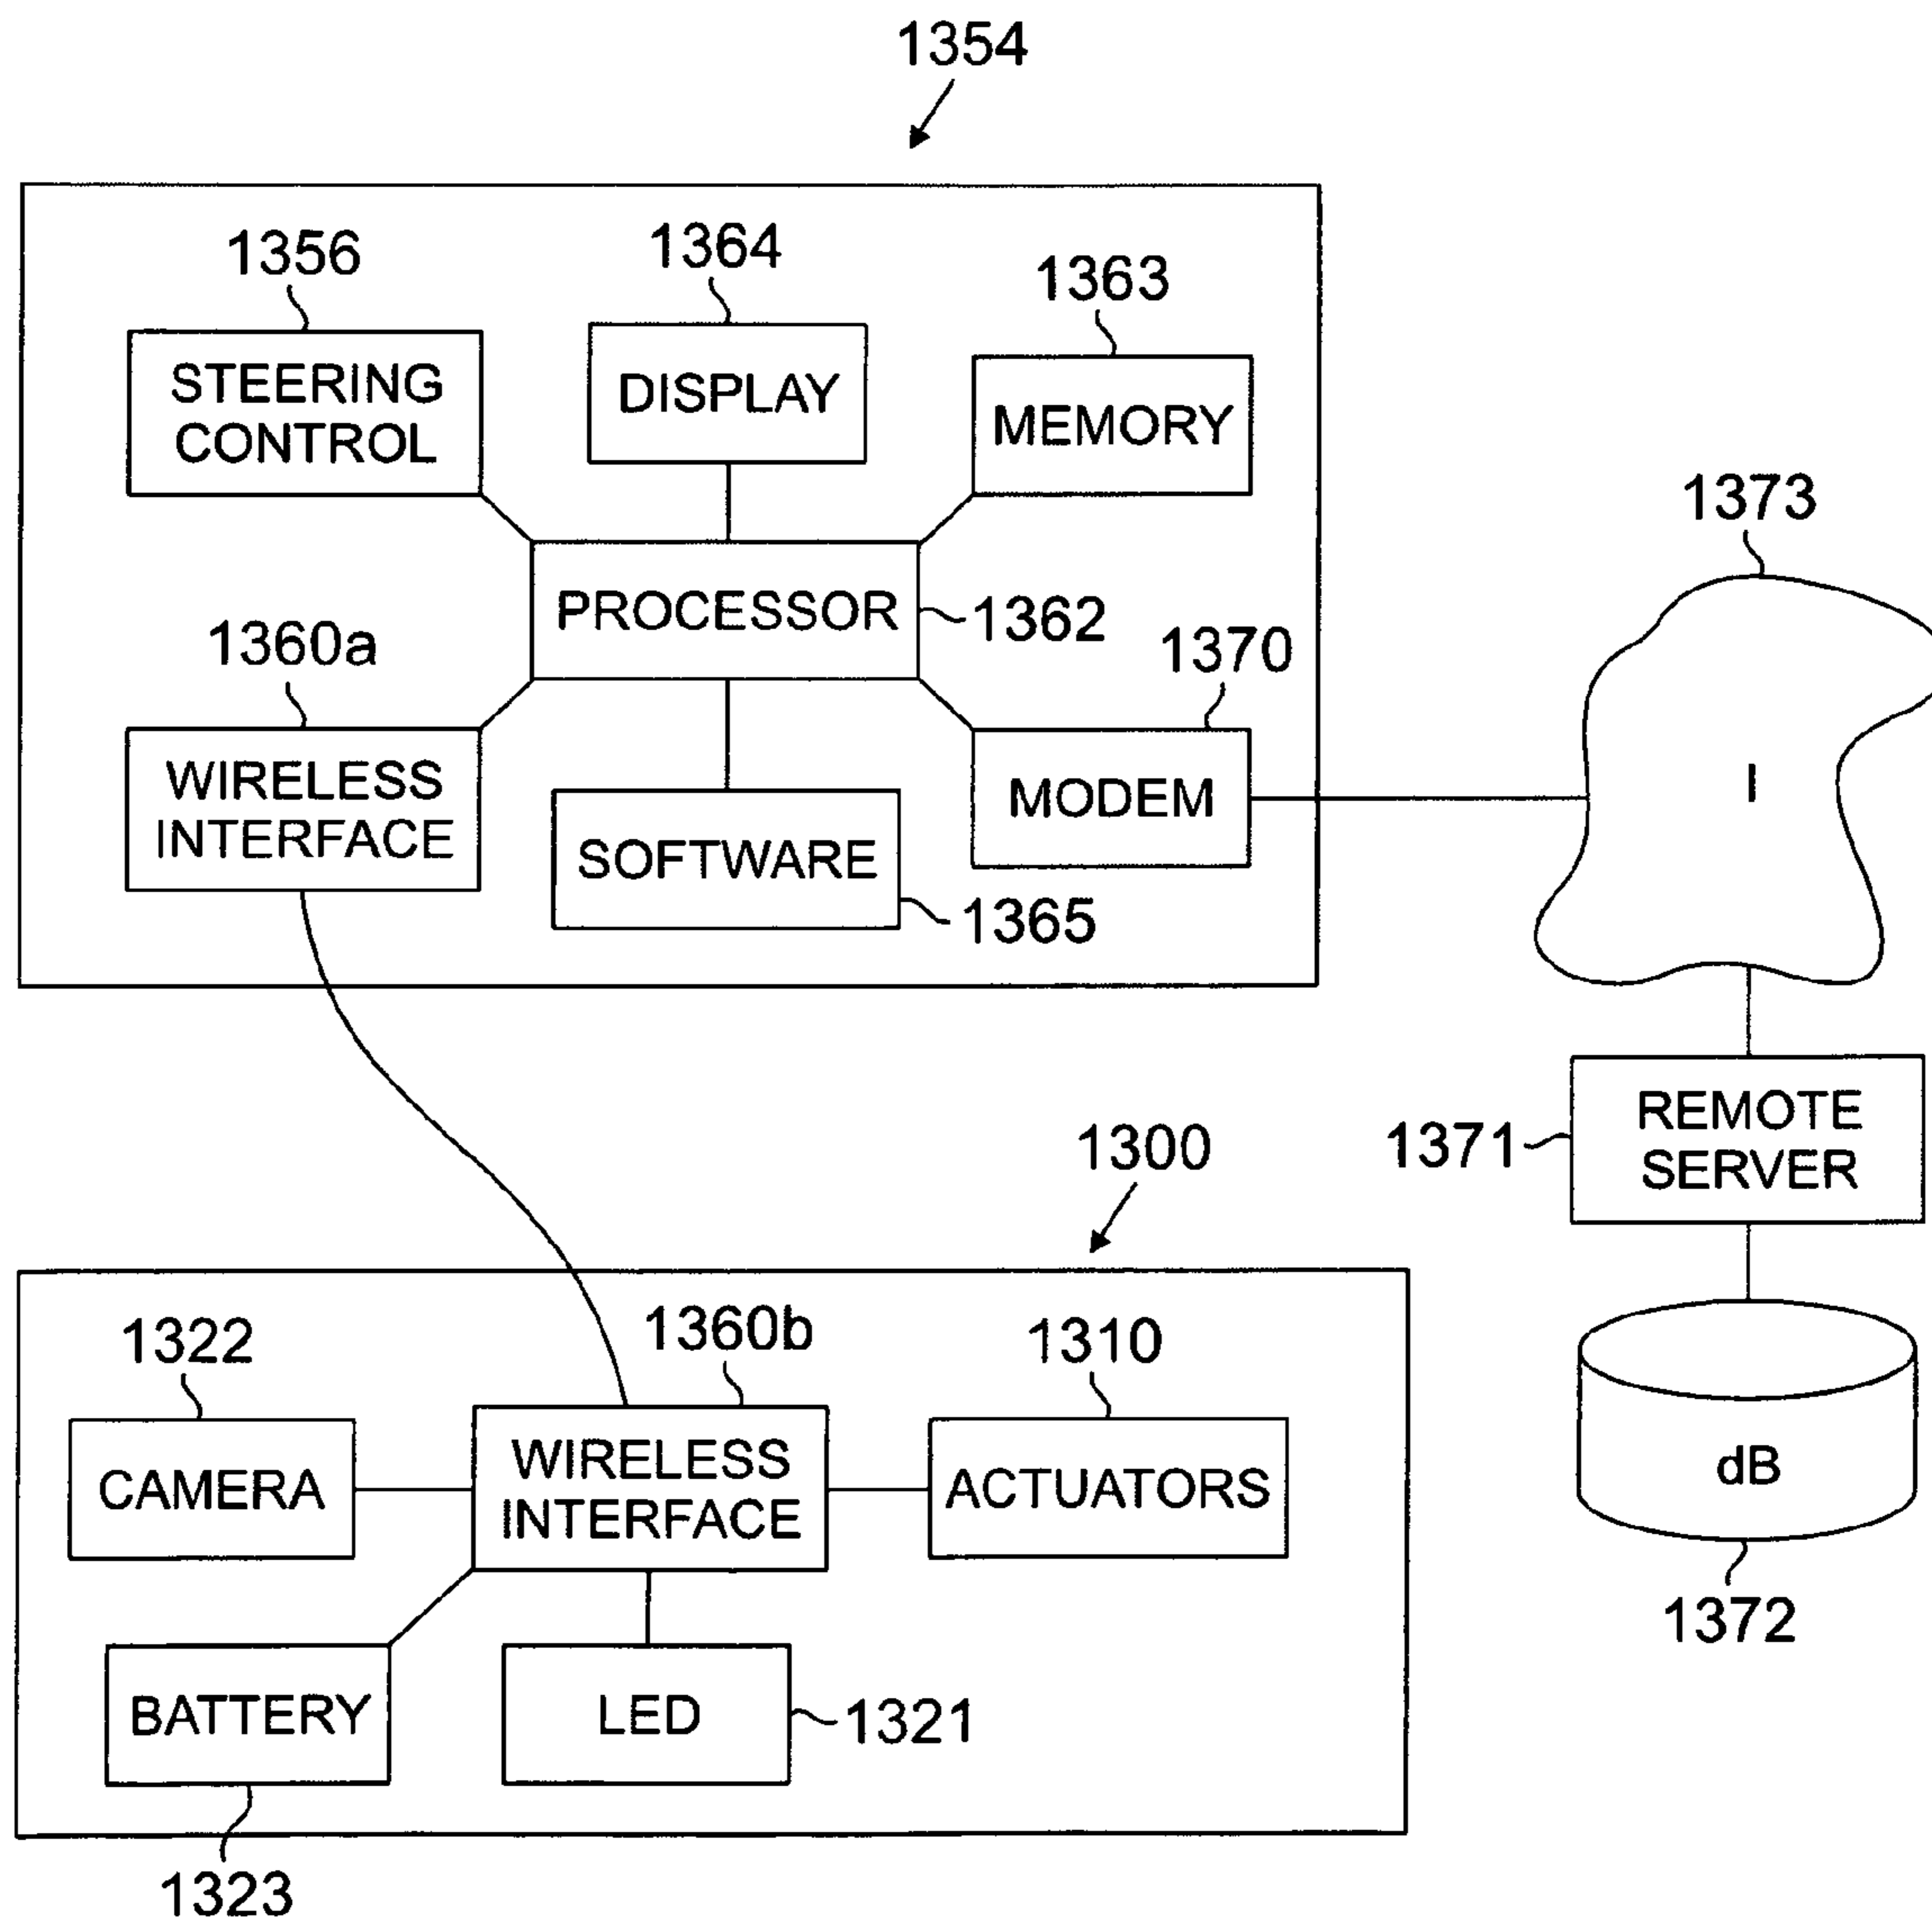 1354
1356
1364
1363
STEERING
CONTROL
DISPLAY
MEMORY
1373
PROCESSOR
1362
1360a
1370
WIRELESS
INTERFACE
SOFTWARE
MODEM
I
1365
1300
1371
REMOTE
SERVER
1322
1360b
1310
CAMERA
WIRELESS
INTERFACE
ACTUATORS
dB
1372
BATTERY
LED
1321
1323